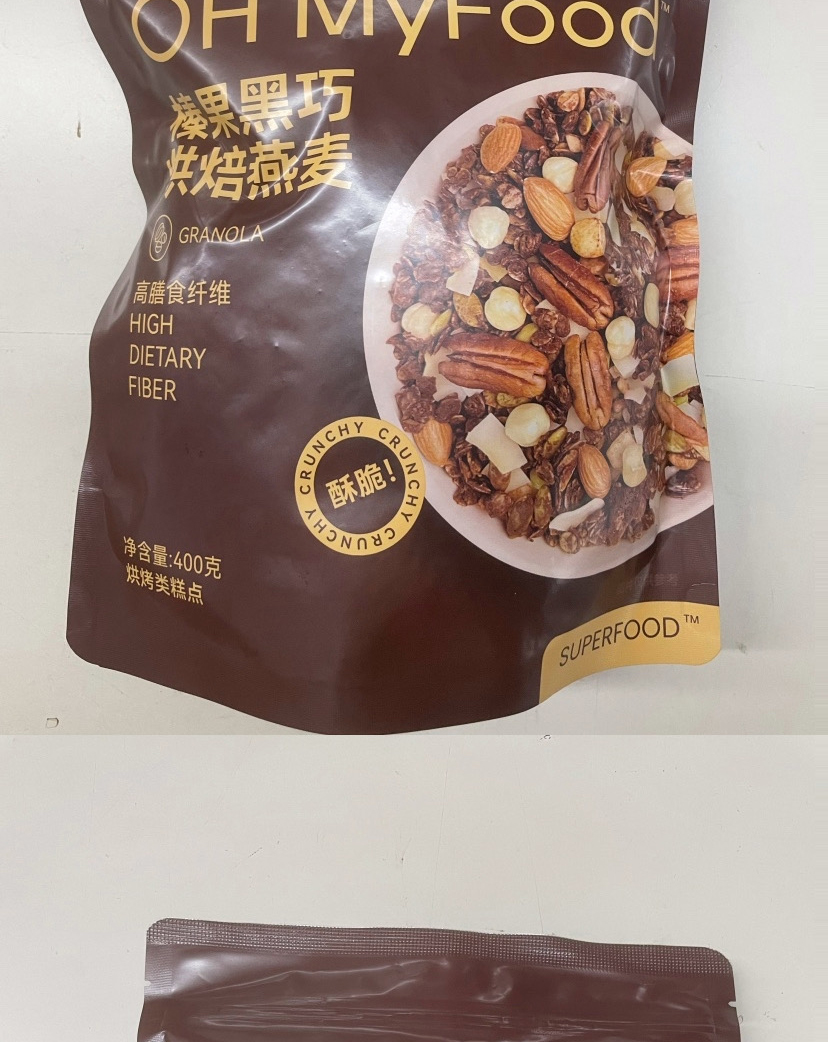 OH MyFood™
榛果黑巧
烘焙燕麦
GRANOLA
高膳食纤维
HIGH
DIETARY
FIBER
CRUNCHY CRUNCHY CRUNCHY CRUNCHY
酥脆!
净含量:400克
烘烤类糕点
SUPERFOOD™